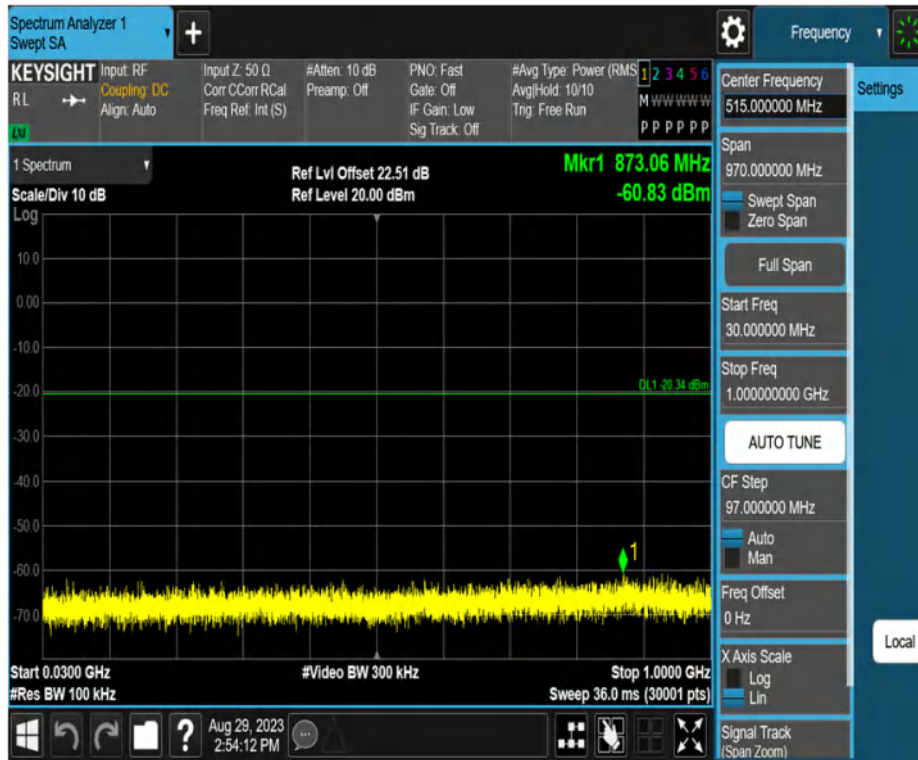 Spectrum Analyzer 1
Swept SA
+
Frequency
KEYSIGHT
RL
LXI
Input: RF
Coupling: DC
Align: Auto
Input Z: 50 Ω
Corr CCorr RCal
Freq Ref: Int (S)
#Atten: 10 dB
Preamp: Off
PNO: Fast
Gate: Off
IF Gain: Low
Sig Track: Off
#Avg Type: Power (RMS
Avg|Hold: 10/10
Trig: Free Run
1 2 3 4 5 6
M W W W W W
P P P P P P
1 Spectrum
Scale/Div 10 dB
Log
Ref Lvl Offset 22.51 dB
Ref Level 20.00 dBm
Mkr1 873.06 MHz
-60.83 dBm
10.0
0.00
-10.0
-20.0
-30.0
-40.0
-50.0
-60.0
-70.0
DL1 -20.34 dBm
1
Start 0.0300 GHz
#Res BW 100 kHz
#Video BW 300 kHz
Stop 1.0000 GHz
Sweep 36.0 ms (30001 pts)
?
Aug 29, 2023
2:54:12 PM
Center Frequency
515.000000 MHz
Span
970.000000 MHz
Swept Span
Zero Span
Full Span
Start Freq
30.000000 MHz
Stop Freq
1.000000000 GHz
AUTO TUNE
CF Step
97.000000 MHz
Auto
Man
Freq Offset
0 Hz
X Axis Scale
Log
Lin
Signal Track
(Span Zoom)
Settings
Local